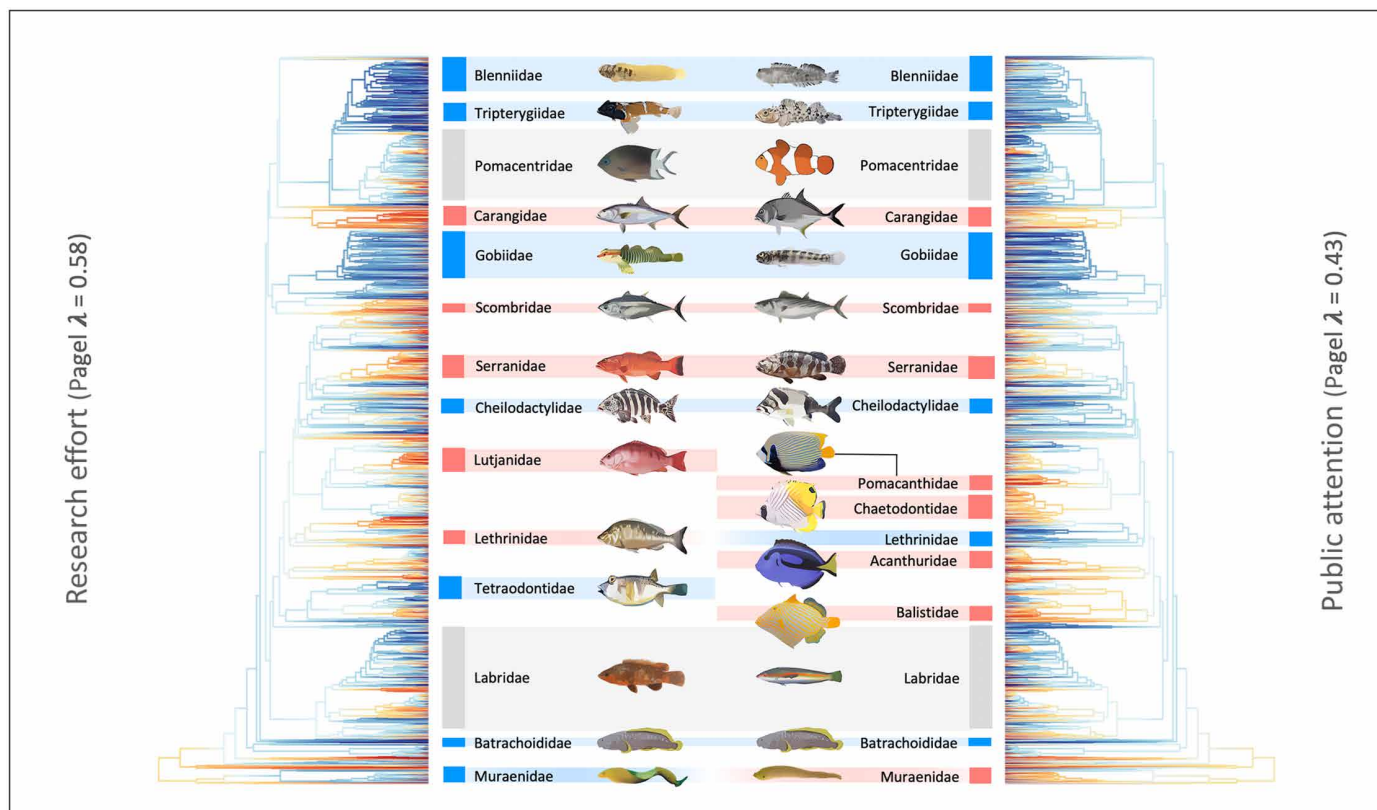 Research effort (Pagel λ = 0.58)
Blenniidae
Blenniidae
Tripterygiidae
Tripterygiidae
Pomacentridae
Pomacentridae
Carangidae
Carangidae
Gobiidae
Gobiidae
Scombridae
Scombridae
Serranidae
Serranidae
Cheilodactylidae
Cheilodactylidae
Lutjanidae
Pomacanthidae
Chaetodontidae
Lethrinidae
Lethrinidae
Acanthuridae
Tetraodontidae
Balistidae
Labridae
Labridae
Batrachoididae
Batrachoididae
Muraenidae
Muraenidae
Public attention (Pagel λ = 0.43)